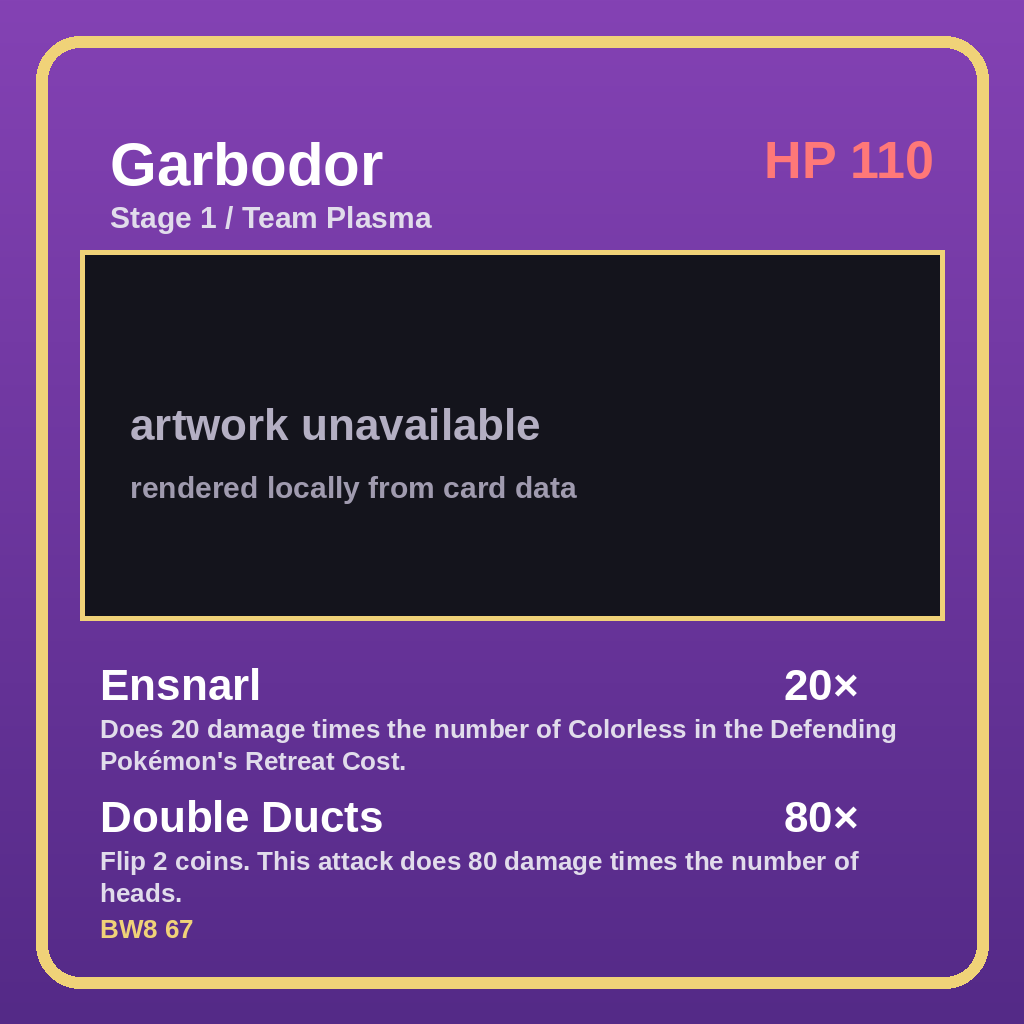 Garbodor
HP 110
Stage 1 / Team Plasma
artwork unavailable
rendered locally from card data
Ensnarl 20×
Does 20 damage times the number of Colorless in the Defending
Pokémon's Retreat Cost.
Double Ducts 80×
Flip 2 coins. This attack does 80 damage times the number of
heads.
BW8 67